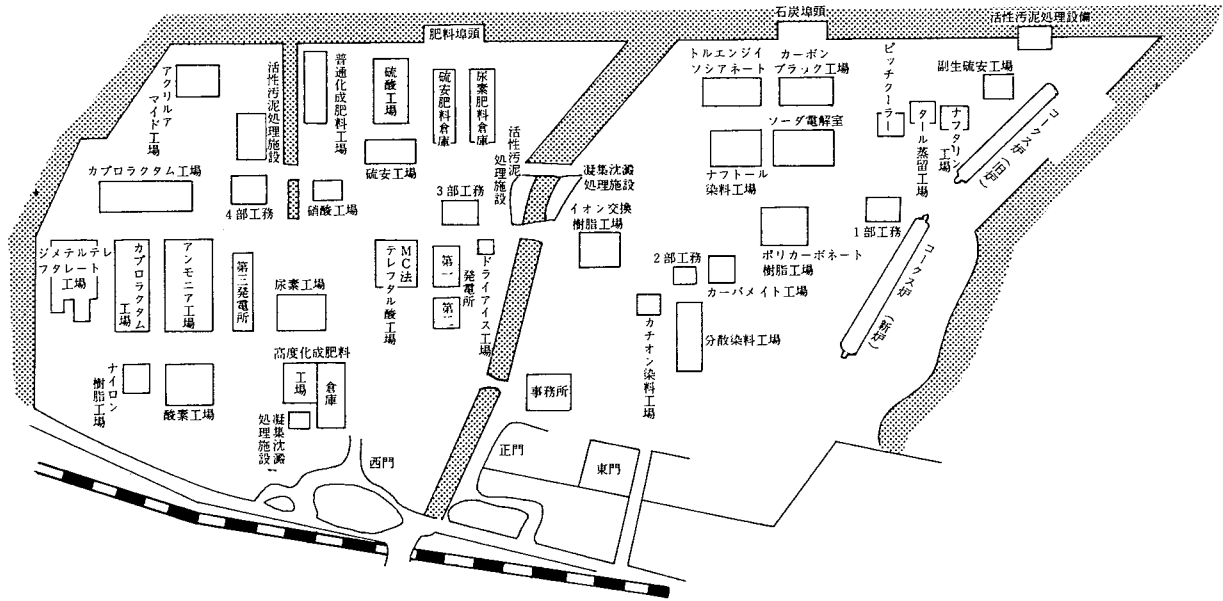 肥料埠頭
石炭埠頭
活性汚泥処理設備
アクリルア
マイド工場
活性汚泥処理施設
普通化成肥料工場
硫酸工場
硫安肥料倉庫
尿素肥料倉庫
トルエンジイ
ソシアネート
カーボン
ブラック工場
ピッチクーラー
副生硫安工場
タール蒸留工場
ナフタリン
工場
コークス炉(旧炉)
カプロラクタム工場
4部工務
硝酸工場
硫安工場
3部工務
活性汚泥
処理施設
凝集沈澱
処理施設
イオン交換
樹脂工場
ナフトール
染料工場
ソーダ電解室
ポリカーボネート
樹脂工場
1部工務
コークス炉(新炉)
ジメテルテレ
フタレート
工場
カプロラクタム
工場
アンモニア工場
第三発電所
尿素工場
MC法
テレフタル酸工場
第一
第二
発電所
ドライアイス工場
2部工務
カーバメイト工場
カチオン染料工場
分散染料工場
ナイロン
樹脂工場
酸素工場
高度化成肥料
工場
倉庫
凝集沈澱
処理施設
事務所
西門
正門
東門